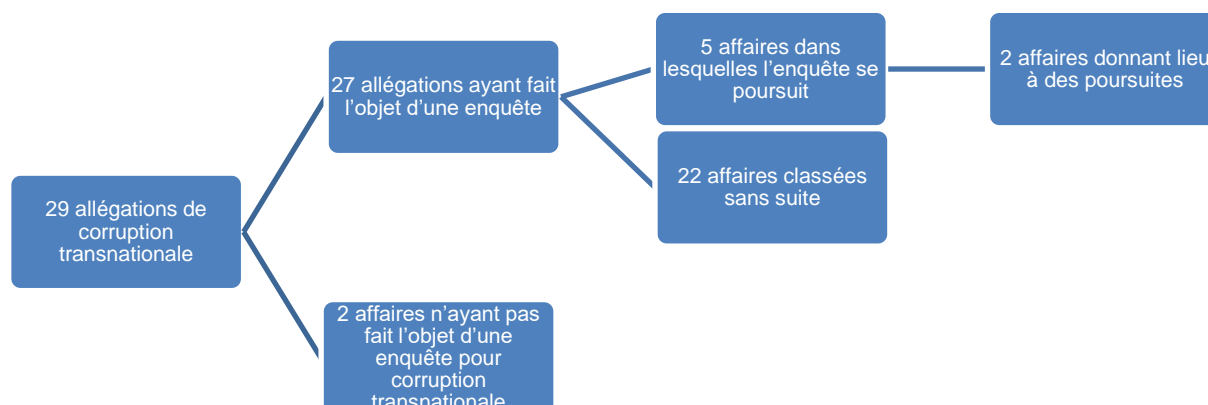 29 allégations de
corruption
transnationale
27 allégations ayant fait
l'objet d'une enquête
5 affaires dans
lesquelles l'enquête se
poursuit
2 affaires donnant lieu
à des poursuites
22 affaires classées
sans suite
2 affaires n'ayant pas
fait l'objet d'une
enquête pour
corruption
transnationale